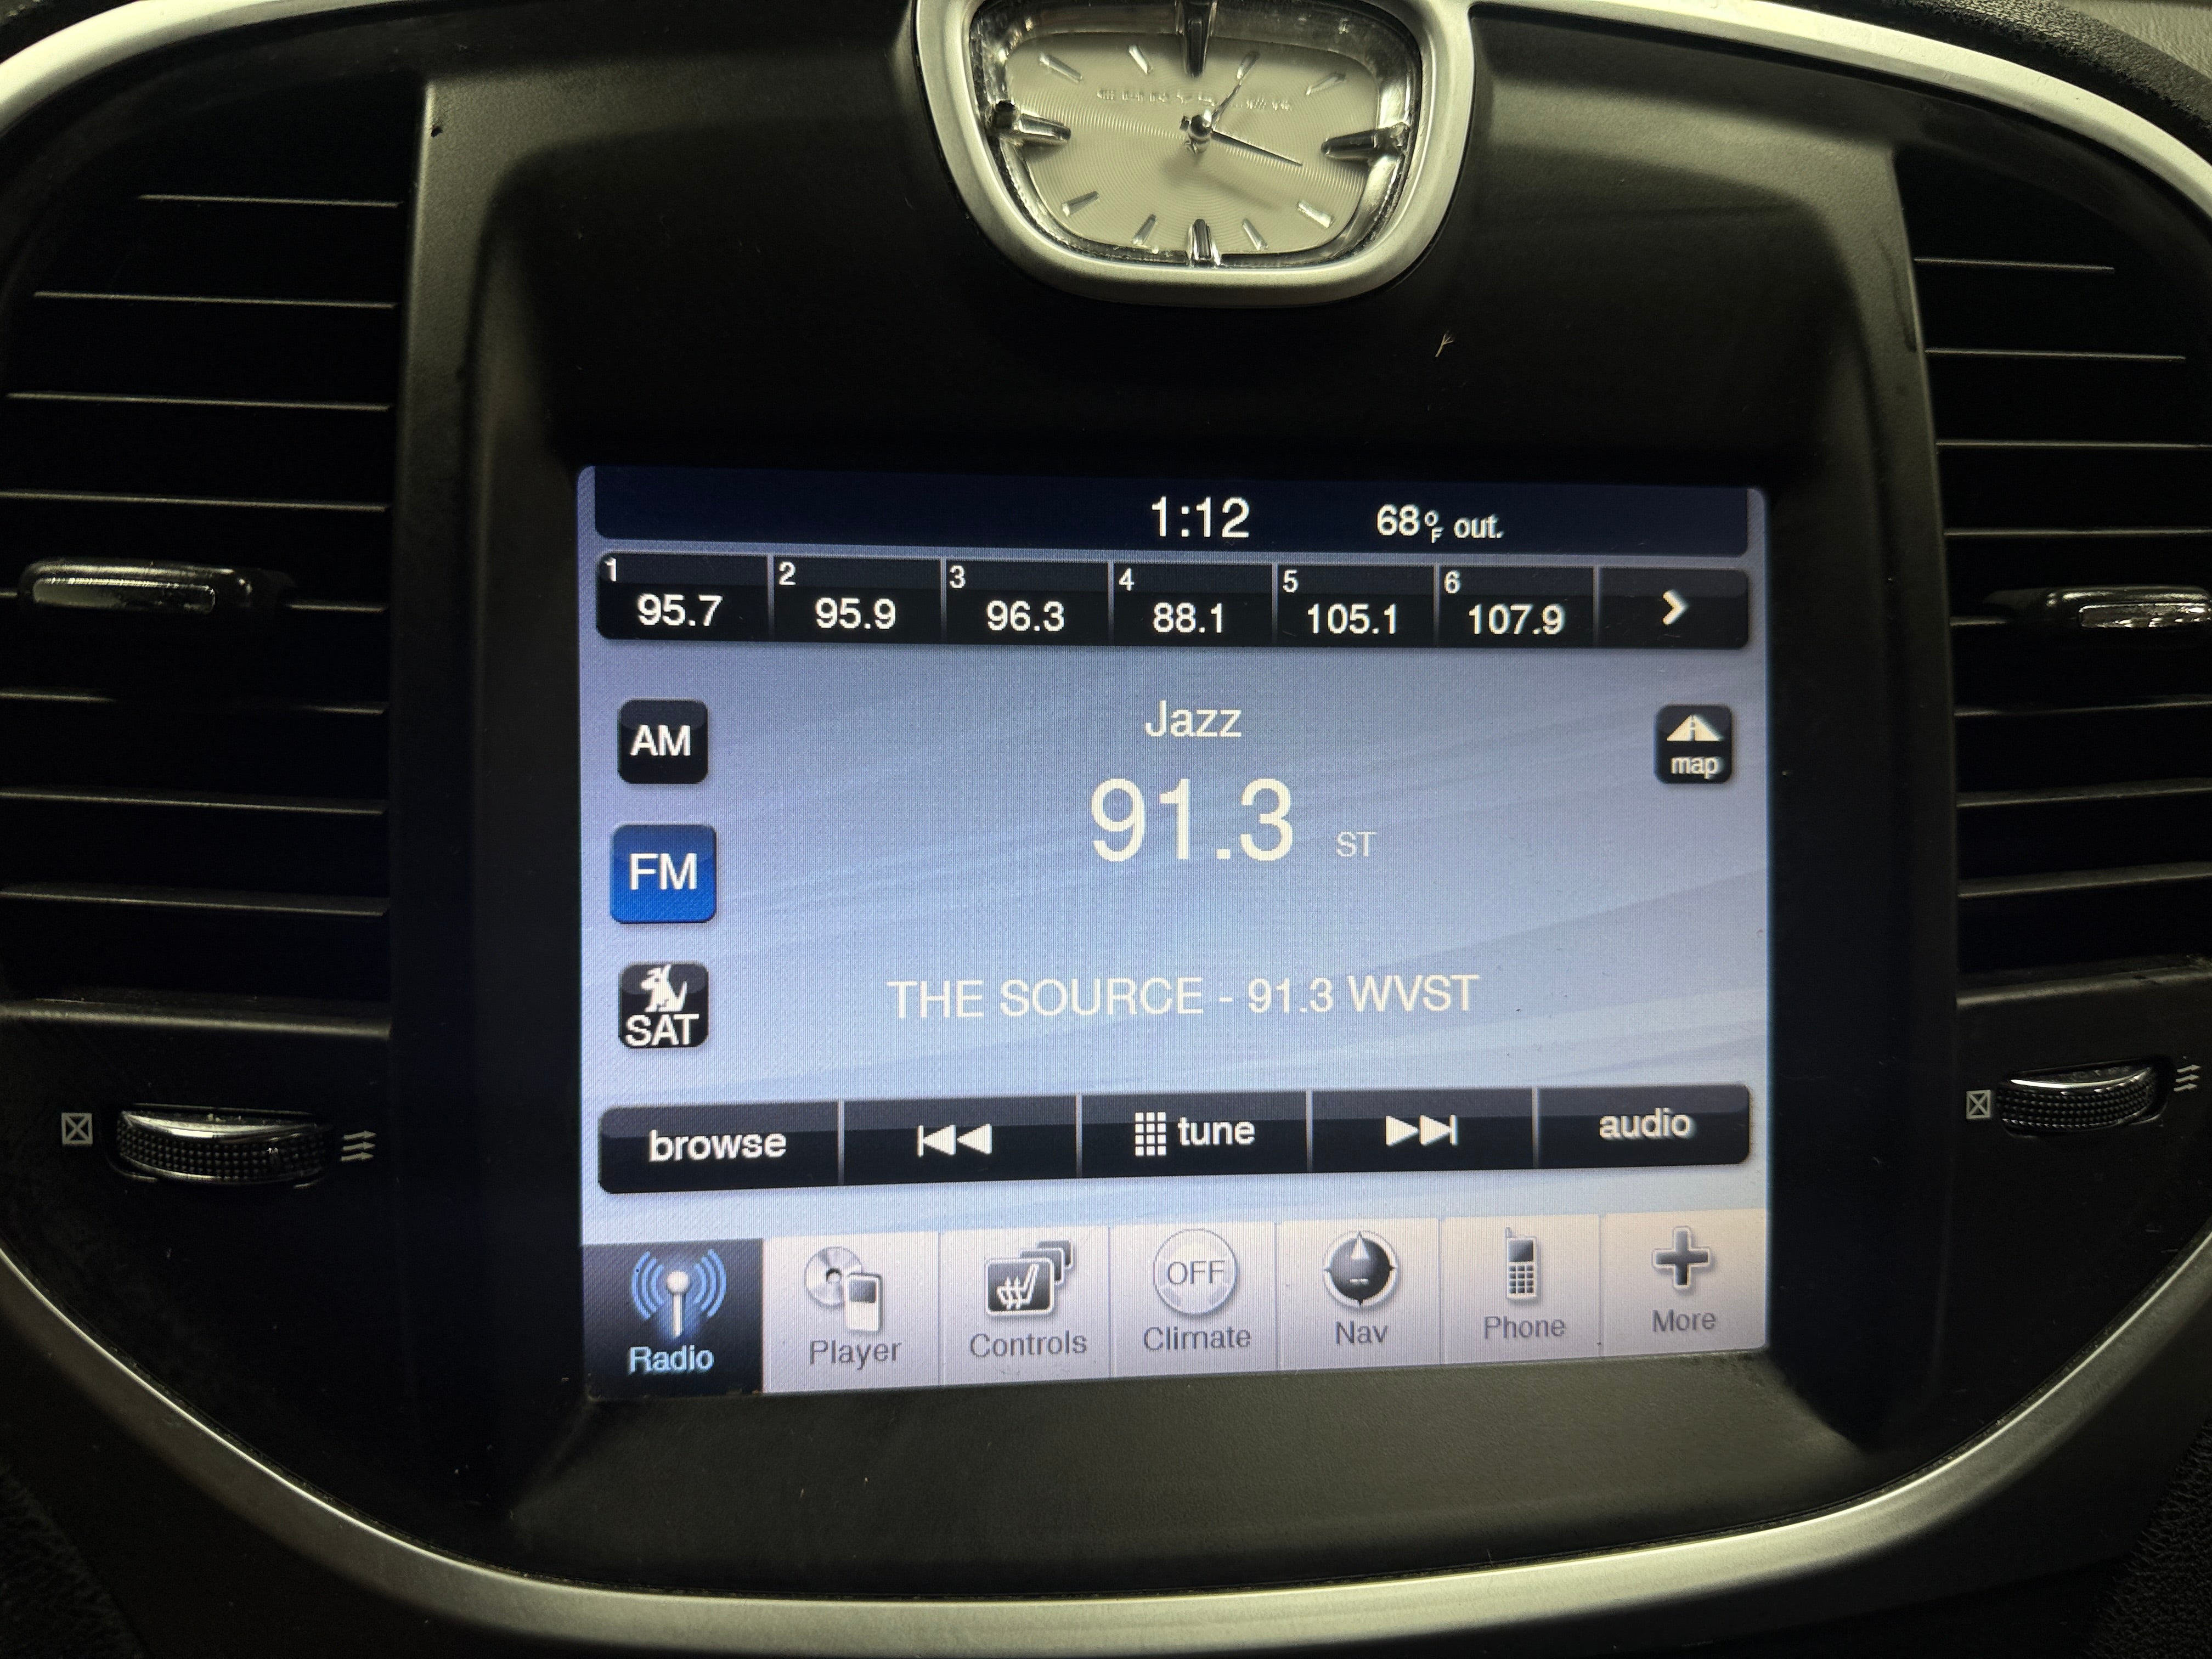 1:12 68°F out.
1 2 3 4 5 6
95.7 95.9 96.3 88.1 105.1 107.9
AM
Jazz
map
91.3 ST
FM
THE SOURCE - 91.3 WVST
SAT
browse tune audio
OFF
Radio Player Controls Climate Nav Phone More